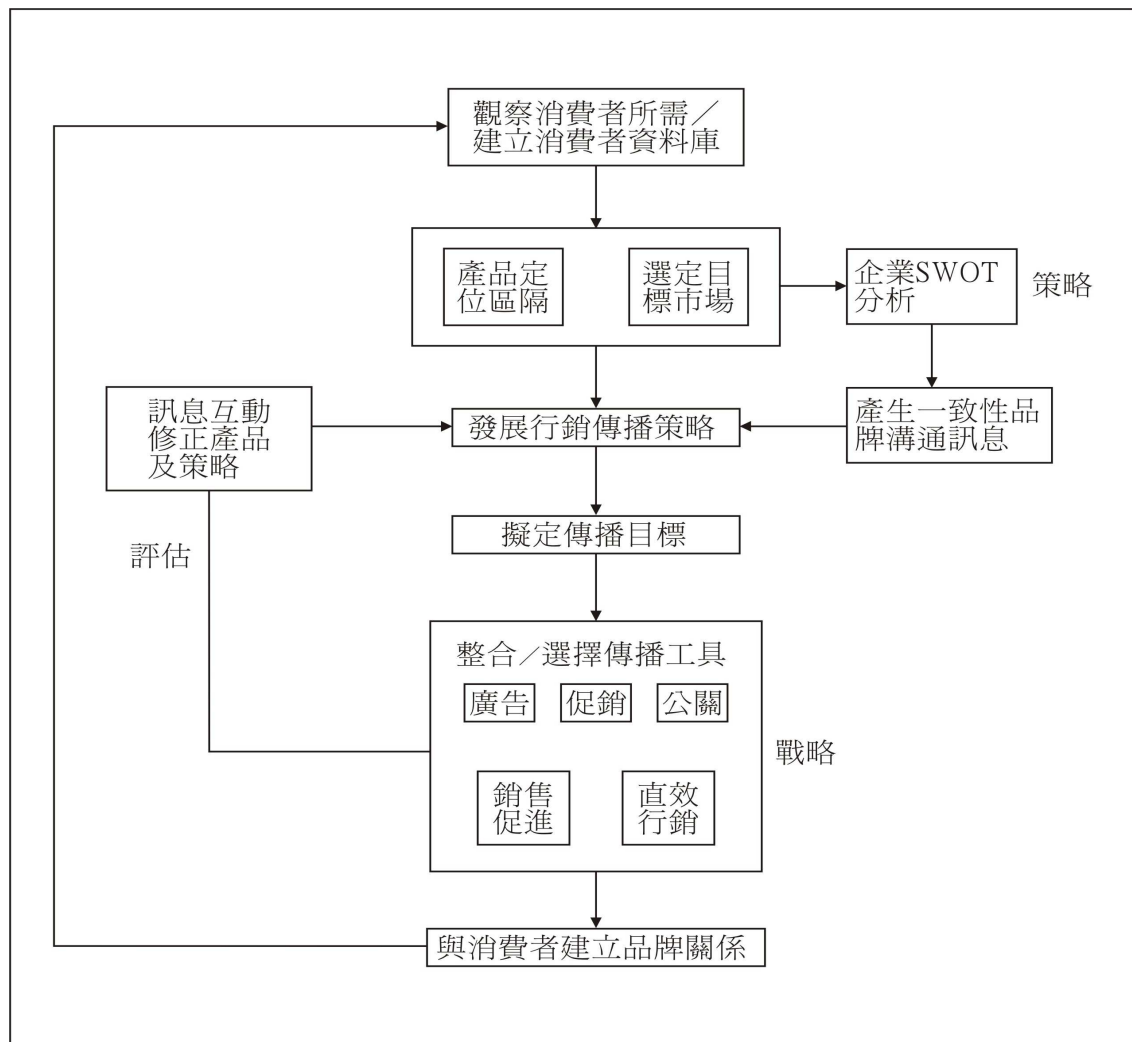 觀察消費者所需／
建立消費者資料庫
產品定
位區隔
選定目
標市場
企業SWOT
分析
策略
訊息互動
修正產品
及策略
發展行銷傳播策略
產生一致性品
牌溝通訊息
擬定傳播目標
評估
整合／選擇傳播工具
廣告
促銷
公關
戰略
銷售
促進
直效
行銷
與消費者建立品牌關係